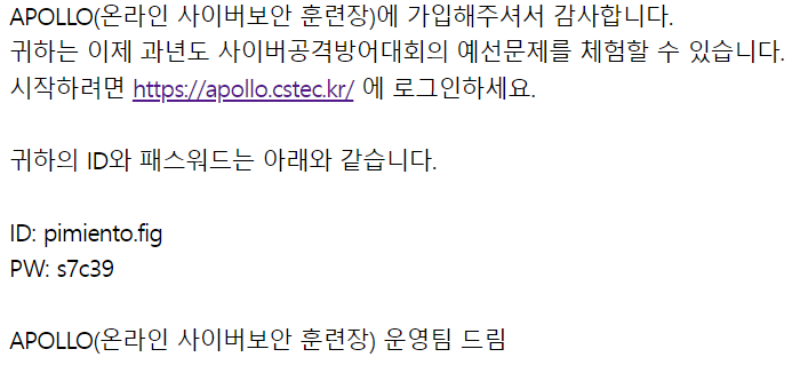 APOLLO(온라인 사이버보안 훈련장)에 가입해주셔서 감사합니다.
귀하는 이제 과년도 사이버공격방어대회의 예선문제를 체험할 수 있습니다.
시작하려면 https://apollo.cstec.kr/ 에 로그인하세요.
귀하의 ID와 패스워드는 아래와 같습니다.
ID: pimiento.fig
PW: s7c39
APOLLO(온라인 사이버보안 훈련장) 운영팀 드림